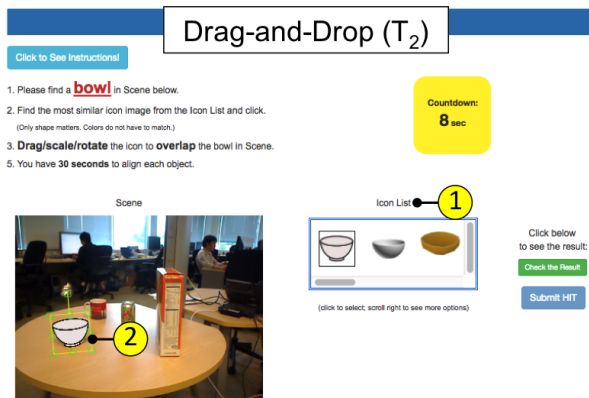 Drag-and-Drop (T2)
Click to See Instructions!
1. Please find a bowl in Scene below.
2. Find the most similar icon image from the Icon List and click.
(Only shape matters. Colors do not have to match.)
3. Drag/scale/rotate the icon to overlap the bowl in Scene.
5. You have 30 seconds to align each object.
Countdown:
8 sec
Scene
Icon List
1
Click below
to see the result:
Check the Result
Submit HIT
(click to select; scroll right to see more options)
2